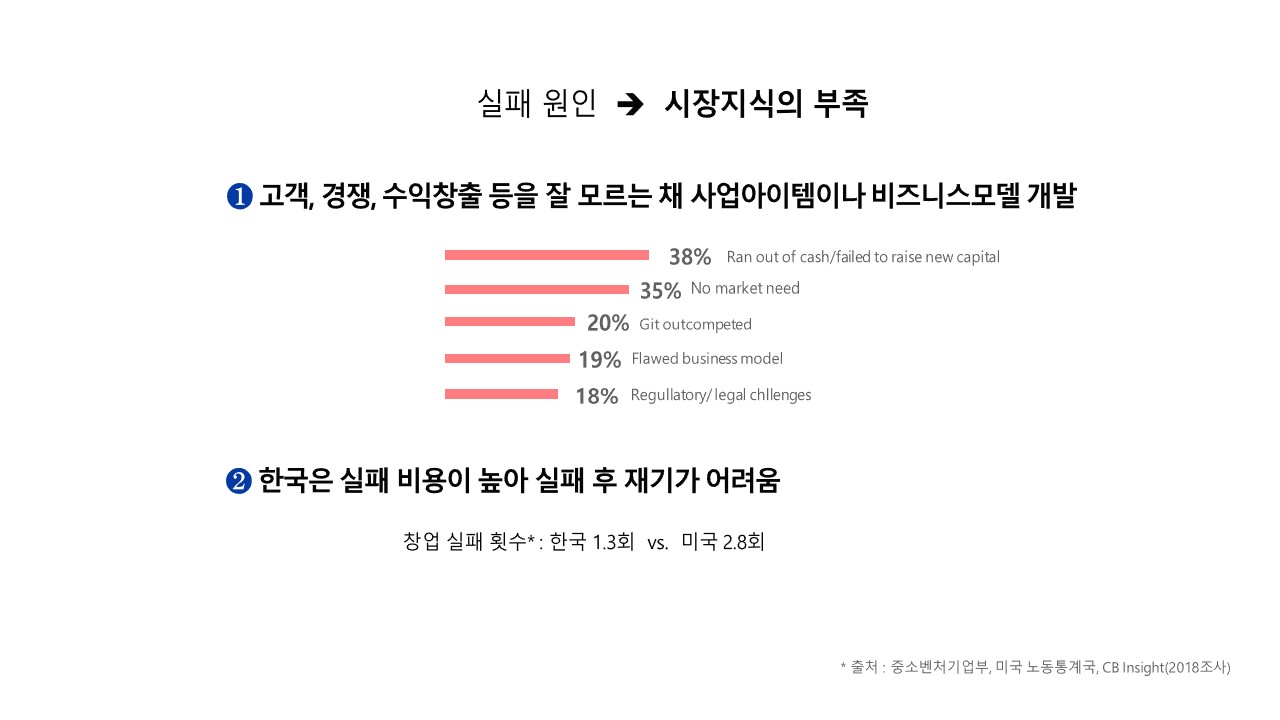 실패 원인 ➔ 시장지식의 부족
❶ 고객, 경쟁, 수익창출 등을 잘 모르는 채 사업아이템이나 비즈니스모델 개발
38% Ran out of cash/failed to raise new capital
35% No market need
20% Git outcompeted
19% Flawed business model
18% Regullatory/ legal chllenges
❷ 한국은 실패 비용이 높아 실패 후 재기가 어려움
창업 실패 횟수* : 한국 1.3회 vs. 미국 2.8회
* 출처 : 중소벤처기업부, 미국 노동통계국, CB Insight(2018조사)